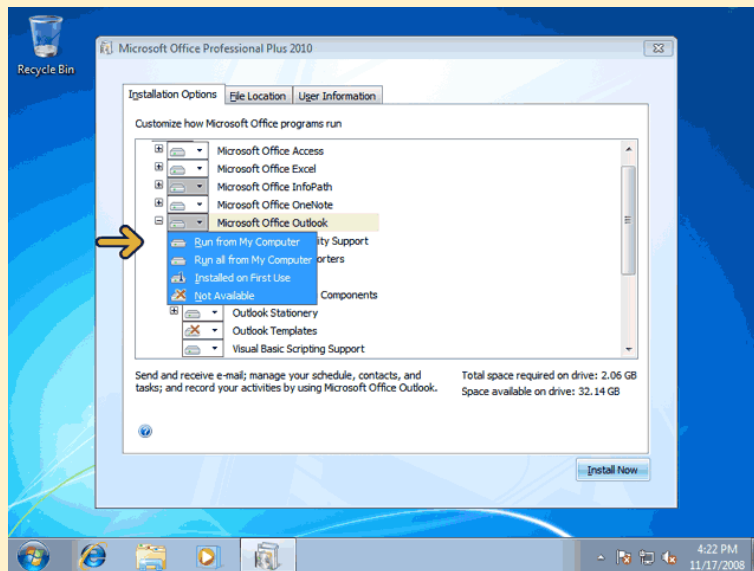 Recycle Bin
Microsoft Office Professional Plus 2010
Installation Options File Location User Information
Customize how Microsoft Office programs run
Microsoft Office Access
Microsoft Office Excel
Microsoft Office InfoPath
Microsoft Office OneNote
Microsoft Office Outlook
Run from My Computer ity Support
Run all from My Computer orters
Installed on First Use
Not Available Components
Outlook Stationery
Outlook Templates
Visual Basic Scripting Support
Send and receive e-mail; manage your schedule, contacts, and
tasks; and record your activities by using Microsoft Office Outlook.
Total space required on drive: 2.06 GB
Space available on drive: 32.14 GB
Install Now
4:22 PM
11/17/2008